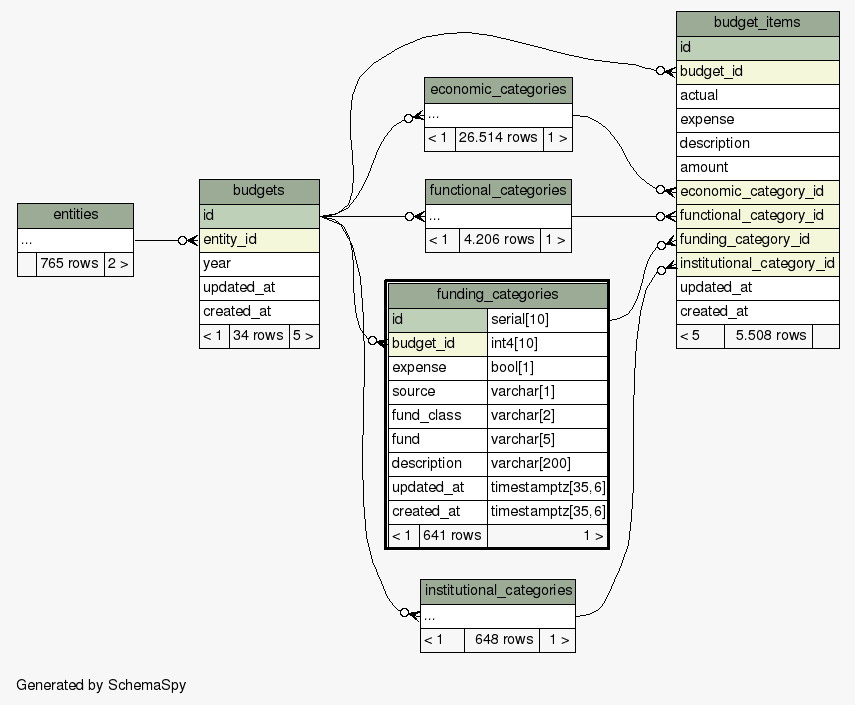 entities
...
765 rows 2 >
budgets
id
entity_id
year
updated_at
created_at
< 1 34 rows 5 >
economic_categories
...
< 1 26.514 rows 1 >
functional_categories
...
< 1 4.206 rows 1 >
funding_categories
id serial[10]
budget_id int4[10]
expense bool[1]
source varchar[1]
fund_class varchar[2]
fund varchar[5]
description varchar[200]
updated_at timestamptz[35,6]
created_at timestamptz[35,6]
< 1 641 rows 1 >
institutional_categories
...
< 1 648 rows 1 >
budget_items
id
budget_id
actual
expense
description
amount
economic_category_id
functional_category_id
funding_category_id
institutional_category_id
updated_at
created_at
< 5 5.508 rows
Generated by SchemaSpy